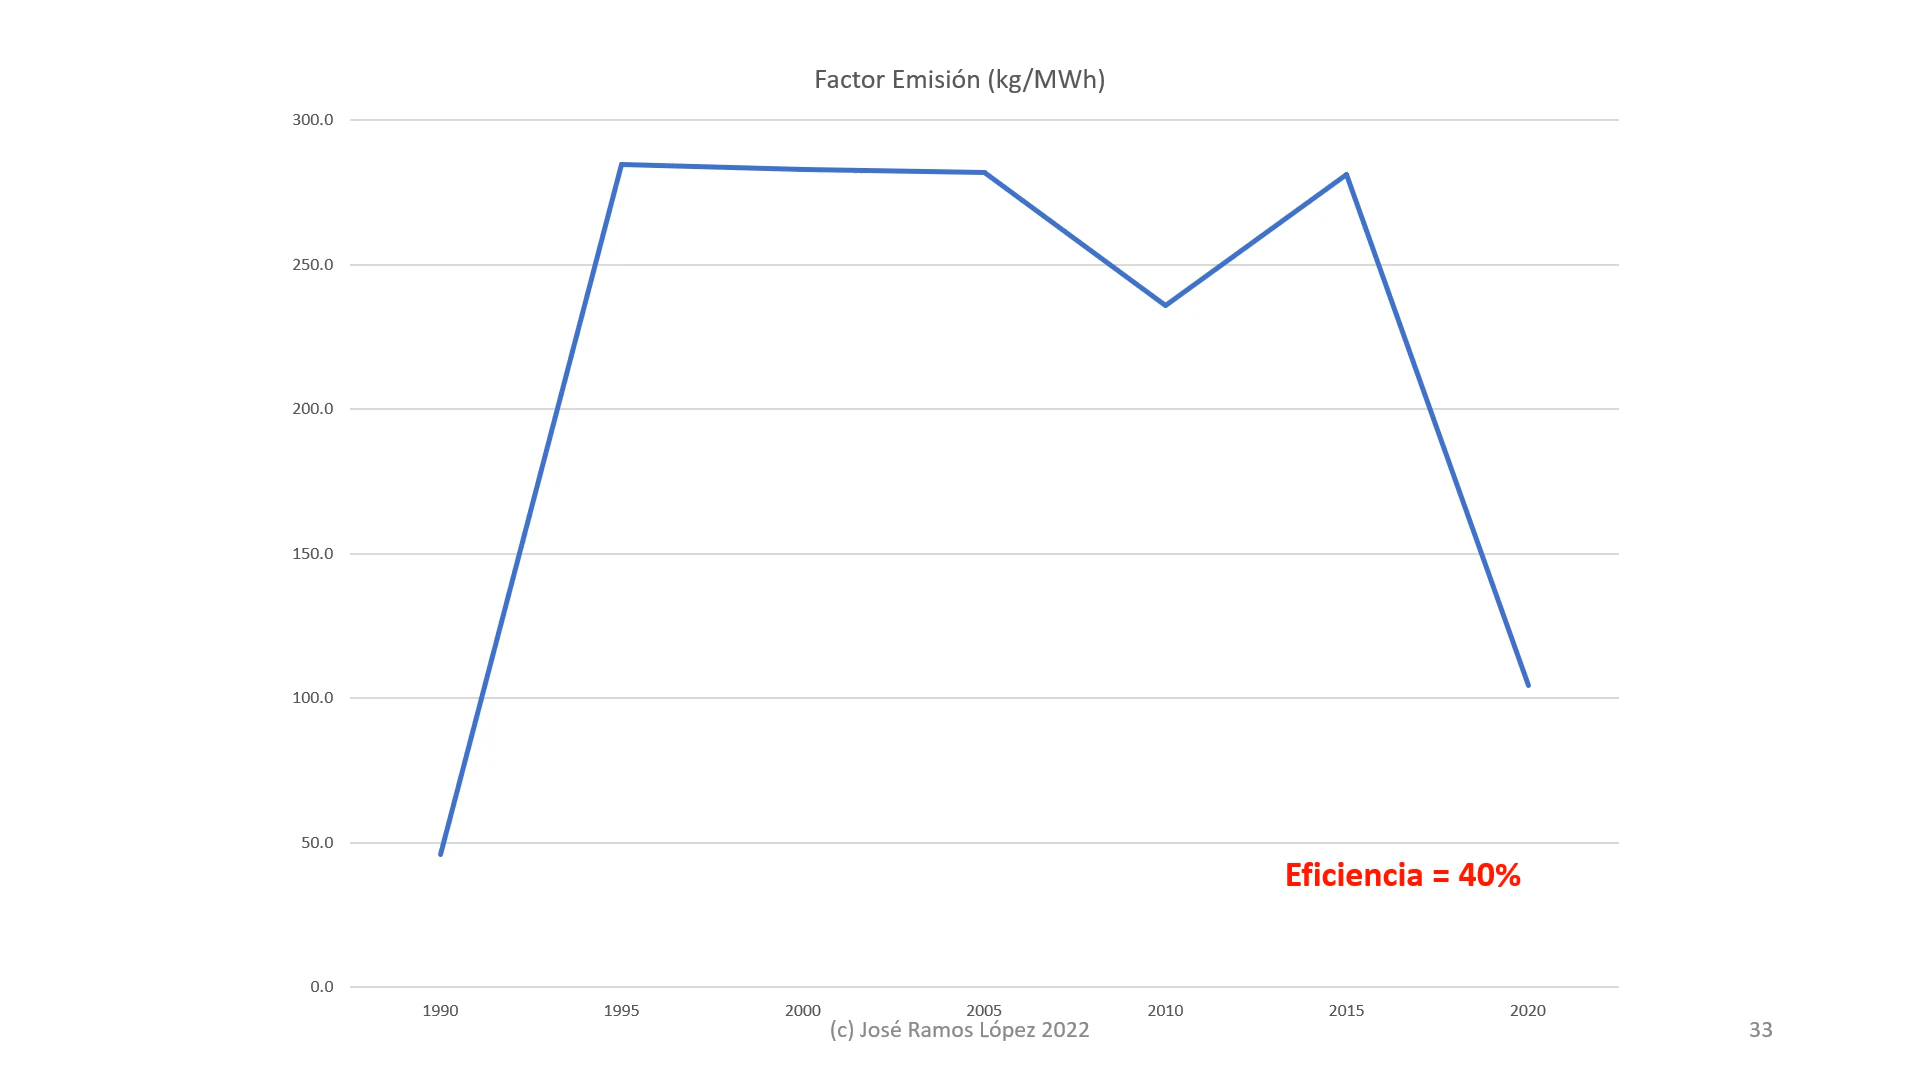 Factor Emisión (kg/MWh)
300.0
250.0
200.0
150.0
100.0
50.0
0.0
Eficiencia = 40%
1990 1995 2000 2005 2010 2015 2020
(c) José Ramos López 2022
33